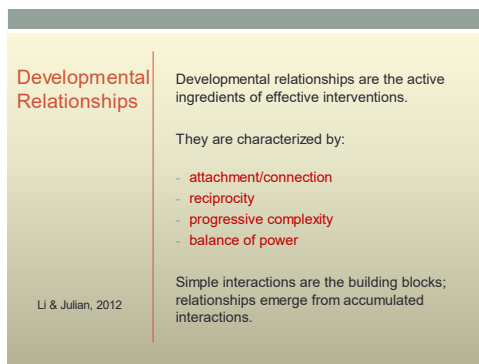 Developmental
Relationships
Developmental relationships are the active
ingredients of effective interventions.
They are characterized by:
- attachment/connection
- reciprocity
- progressive complexity
- balance of power
Simple interactions are the building blocks;
relationships emerge from accumulated
interactions.
Li & Julian, 2012